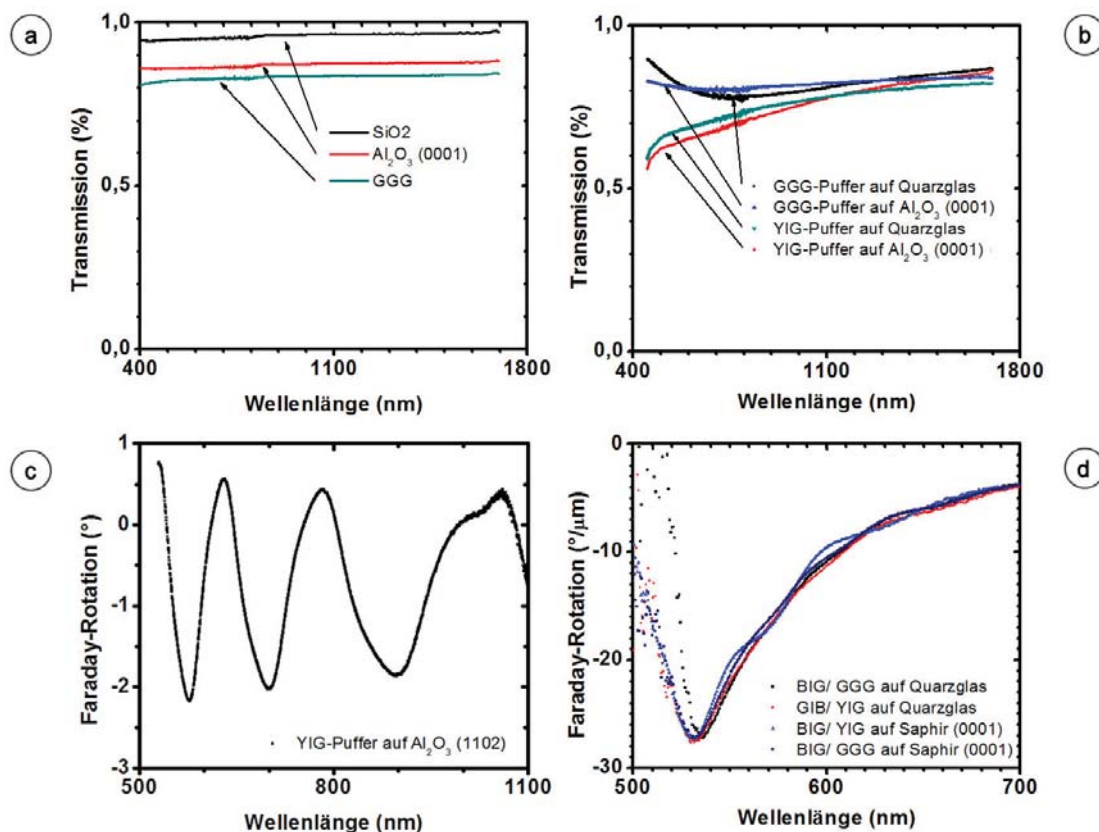 a
Transmission (%)
1,0
0,5
0,0
400
1100
1800
Wellenlänge (nm)
SiO2
Al2O3 (0001)
GGG
b
Transmission (%)
1,0
0,5
0,0
400
1100
1800
Wellenlänge (nm)
GGG-Puffer auf Quarzglas
GGG-Puffer auf Al2O3 (0001)
YIG-Puffer auf Quarzglas
YIG-Puffer auf Al2O3 (0001)
c
Faraday-Rotation (°)
1
0
-1
-2
-3
500
800
1100
Wellenlänge (nm)
YIG-Puffer auf Al2O3 (1102)
d
Faraday-Rotation (°/µm)
0
-10
-20
-30
500
600
700
Wellenlänge (nm)
BIG/ GGG auf Quarzglas
GIB/ YIG auf Quarzglas
BIG/ YIG auf Saphir (0001)
BIG/ GGG auf Saphir (0001)